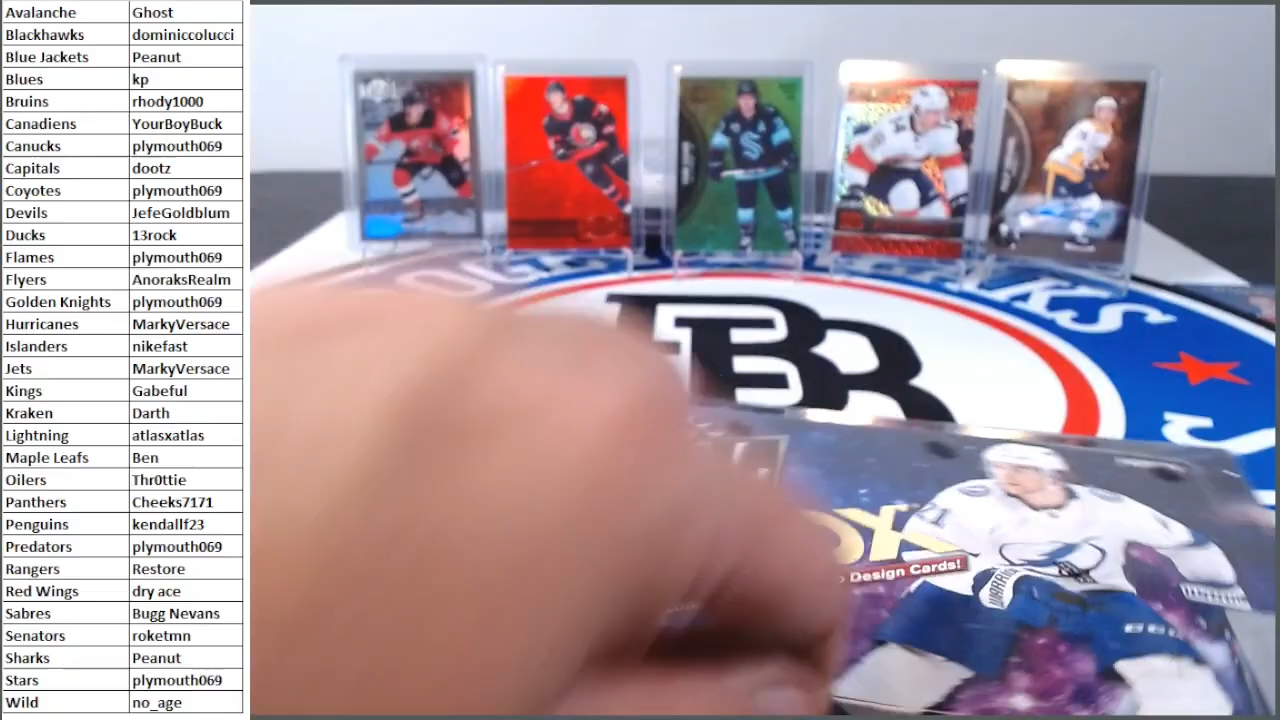 Avalanche Ghost
Blackhawks dominiccolucci
Blue Jackets Peanut
Blues kp
Bruins rhody1000
Canadiens YourBoyBuck
Canucks plymouth069
Capitals dootz
Coyotes plymouth069
Devils JefeGoldblum
Ducks 13rock
Flames plymouth069
Flyers AnoraksRealm
Golden Knights plymouth069
Hurricanes MarkyVersace
Islanders nikefast
Jets MarkyVersace
Kings Gabeful
Kraken Darth
Lightning atlasxatlas
Maple Leafs Ben
Oilers Thr0ttie
Panthers Cheeks7171
Penguins kendallf23
Predators plymouth069
Rangers Restore
Red Wings dry ace
Sabres Bugg Nevans
Senators roketmn
Sharks Peanut
Stars plymouth069
Wild no_age
BR
21
Design Cards!
WARRIOR